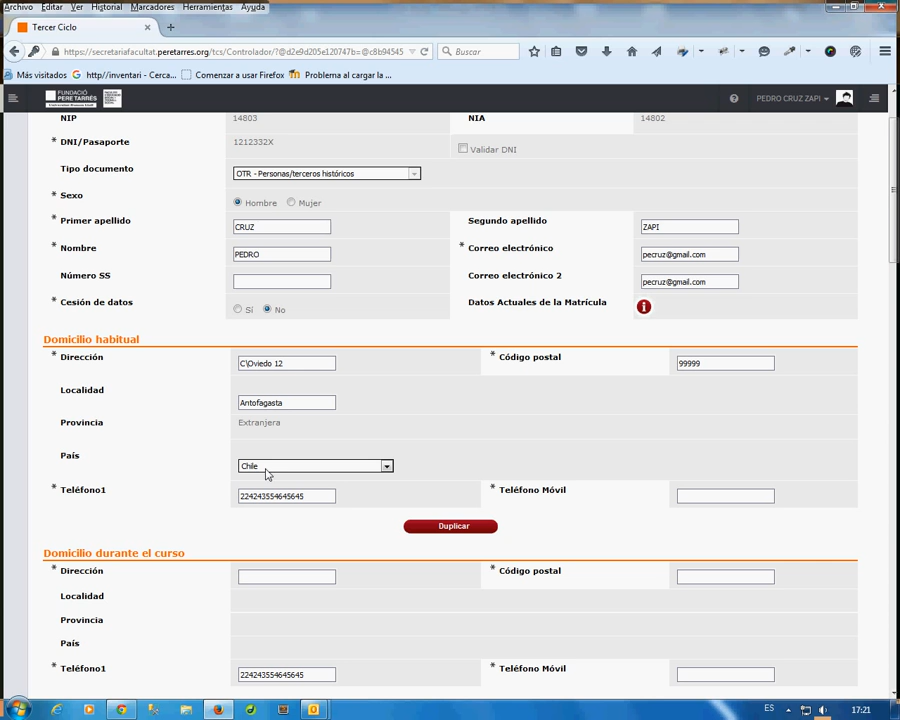 Archivo Editar Ver Historial Marcadores Herramientas Ayuda
Tercer Ciclo
https://secretariafacultat.peretarres.org/tcs/Controlador/?@d2e9d205e120747b=@c8b94545
Buscar
Más visitados http//inventari - Cerca... Comenzar a usar Firefox Problema al cargar la ...
FUNDACIÓ
PERE TARRÉS
PEDRO CRUZ ZAPI
NIP 14803 NIA 14802
* DNI/Pasaporte 1212332X Validar DNI
Tipo documento OTR - Personas/terceros históricos
* Sexo Hombre Mujer
* Primer apellido CRUZ Segundo apellido ZAPI
* Nombre PEDRO * Correo electrónico pecruz@gmail.com
Número SS Correo electrónico 2 pecruz@gmail.com
* Cesión de datos Sí No Datos Actuales de la Matrícula
Domicilio habitual
* Dirección C\Oviedo 12 * Código postal 99999
Localidad Antofagasta
Provincia Extranjera
País Chile
* Teléfono1 224243554645645 * Teléfono Móvil
Duplicar
Domicilio durante el curso
* Dirección * Código postal
Localidad
Provincia
País
* Teléfono1 224243554645645 * Teléfono Móvil
ES 17:21